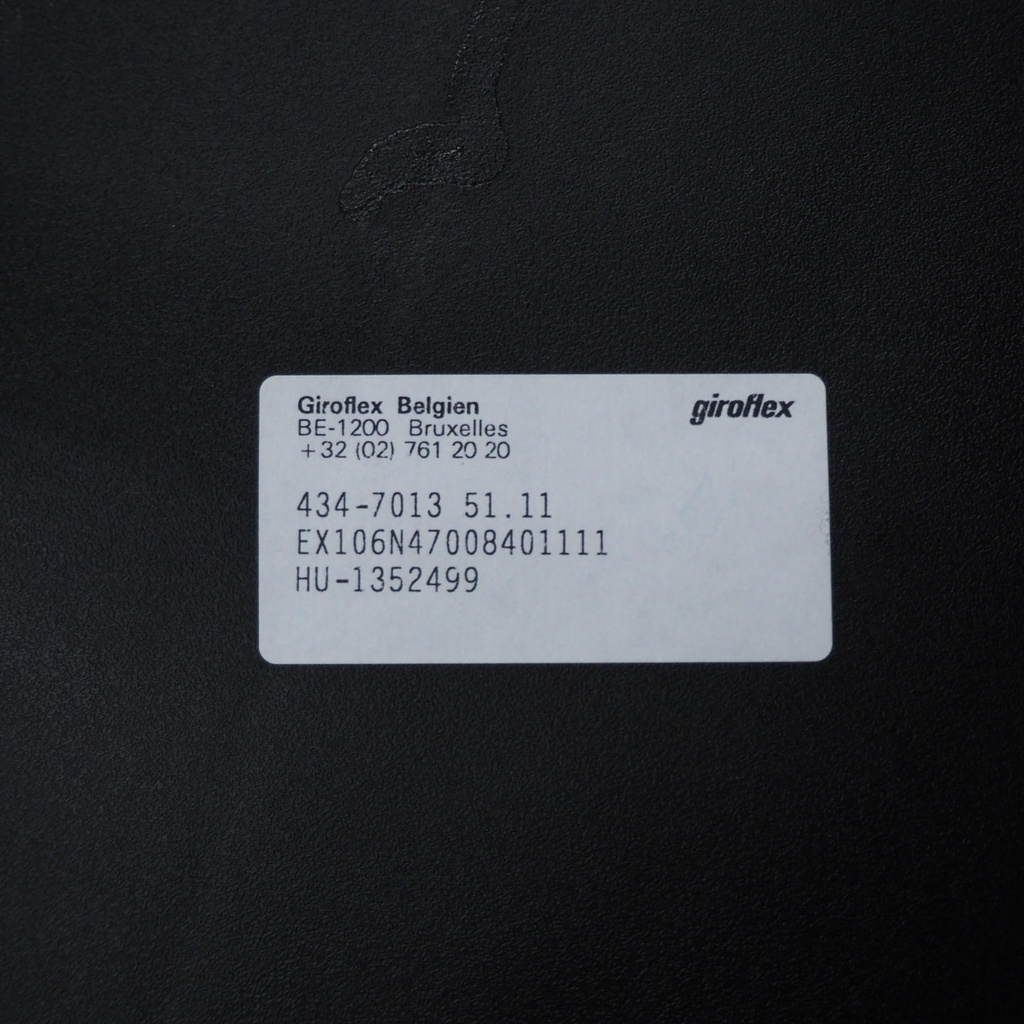 Giroflex Belgien
giroflex
BE-1200 Bruxelles
+32 (02) 761 20 20
434-7013 51.11
EX106N47008401111
HU-1352499